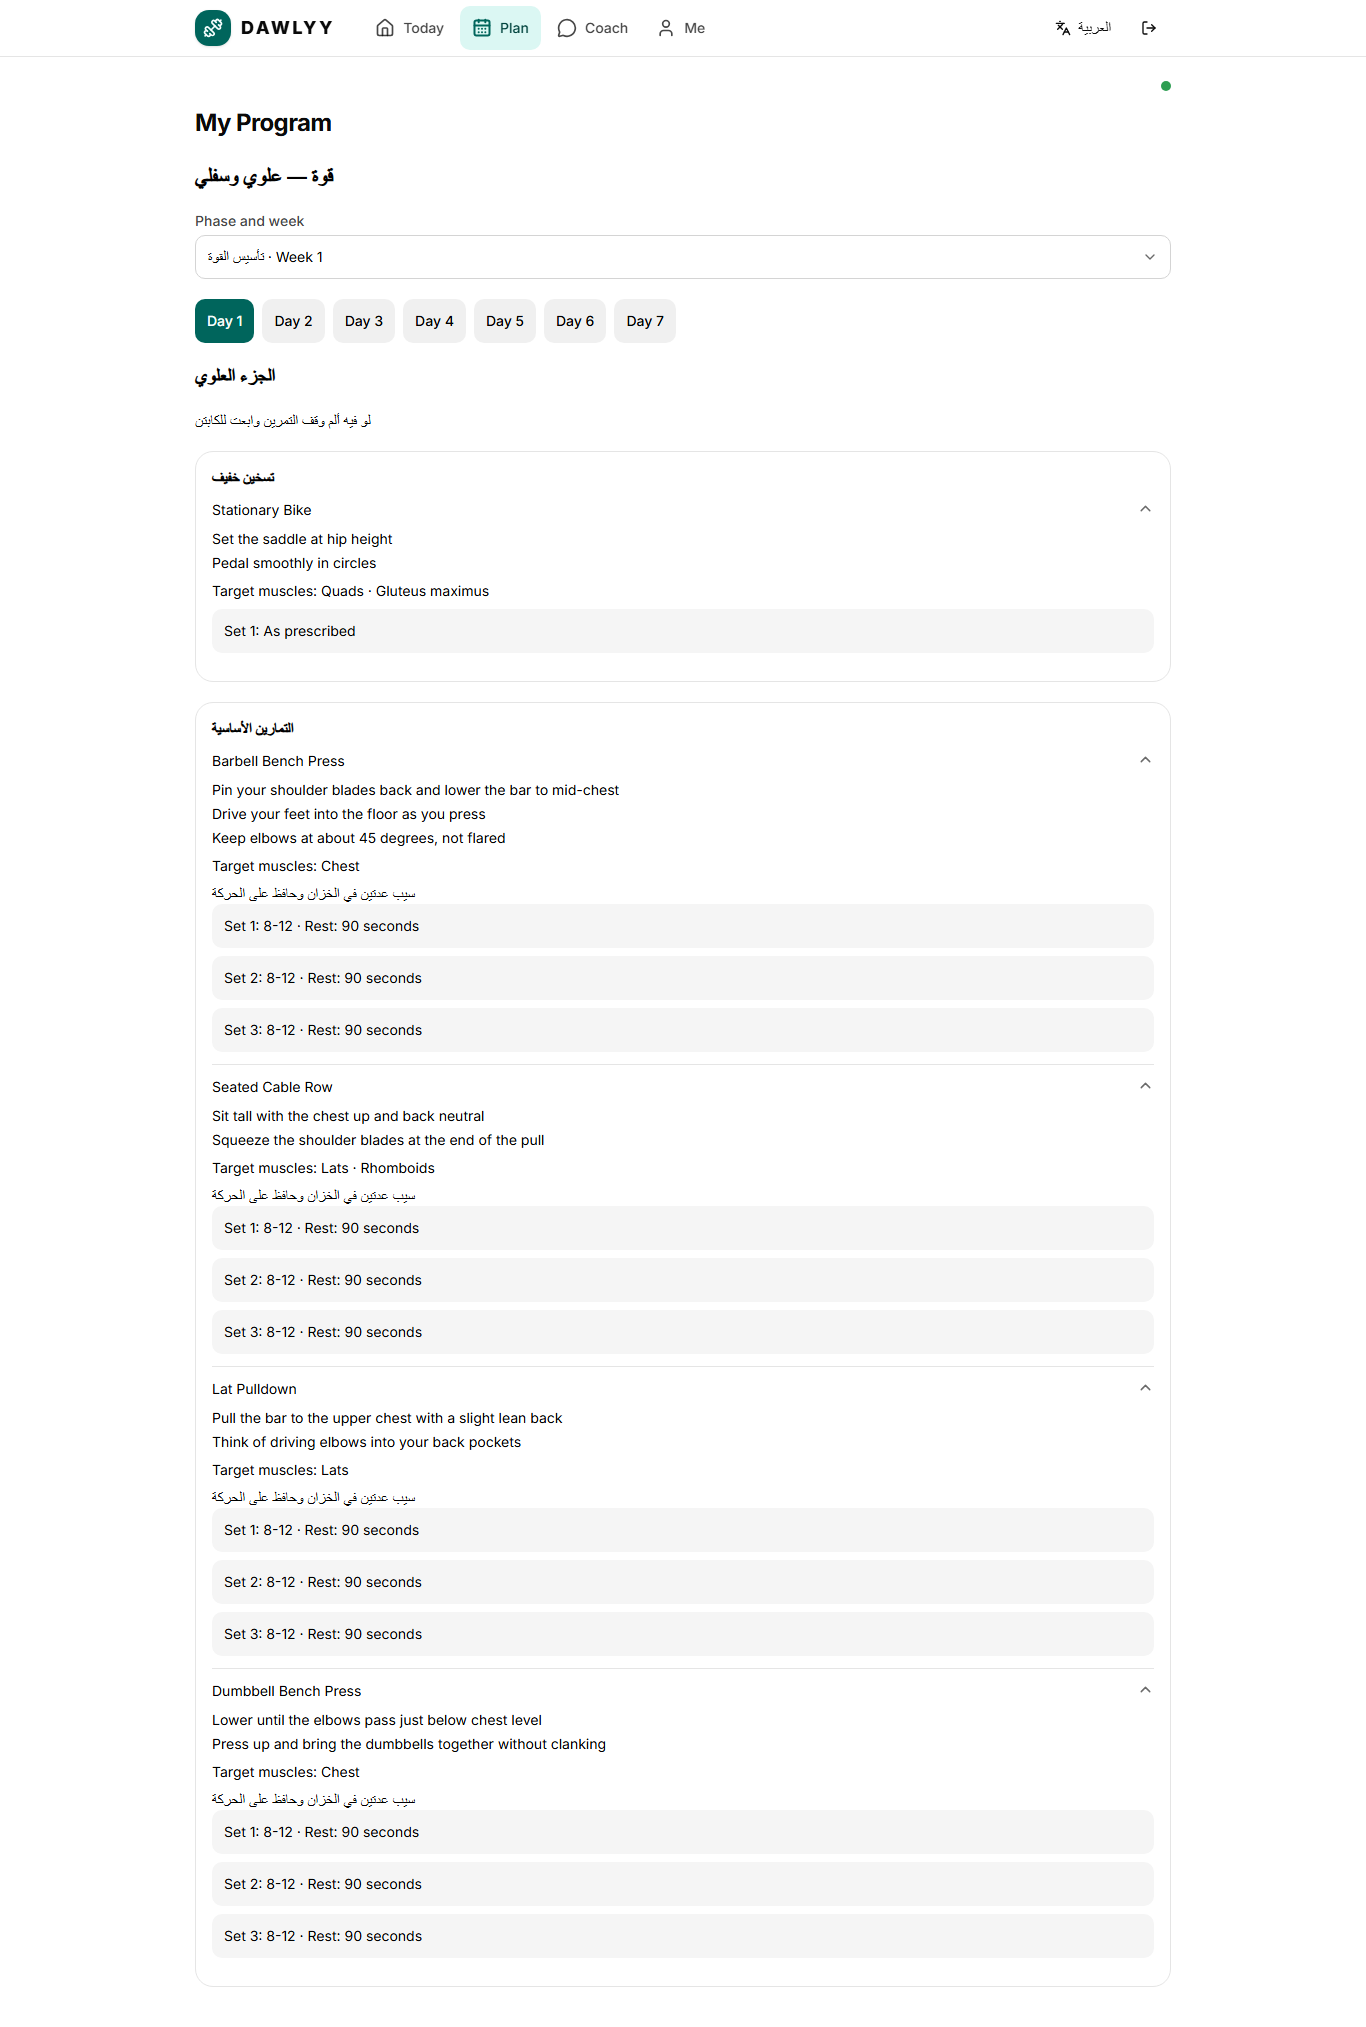 DAWLYY
Today
Plan
Coach
Me
العربية
My Program
قوة — علوي وسفلي
Phase and week
تأسيس القوة · Week 1
Day 1
Day 2
Day 3
Day 4
Day 5
Day 6
Day 7
الجزء العلوي
لو فيه ألم وقف التمرين وابعت للكابتن
تسخين خفيف
Stationary Bike
Set the saddle at hip height
Pedal smoothly in circles
Target muscles: Quads · Gluteus maximus
Set 1: As prescribed
التمارين الأساسية
Barbell Bench Press
Pin your shoulder blades back and lower the bar to mid-chest
Drive your feet into the floor as you press
Keep elbows at about 45 degrees, not flared
Target muscles: Chest
سيب عدتين في الخزان وحافظ على الحركة
Set 1: 8-12 · Rest: 90 seconds
Set 2: 8-12 · Rest: 90 seconds
Set 3: 8-12 · Rest: 90 seconds
Seated Cable Row
Sit tall with the chest up and back neutral
Squeeze the shoulder blades at the end of the pull
Target muscles: Lats · Rhomboids
سيب عدتين في الخزان وحافظ على الحركة
Set 1: 8-12 · Rest: 90 seconds
Set 2: 8-12 · Rest: 90 seconds
Set 3: 8-12 · Rest: 90 seconds
Lat Pulldown
Pull the bar to the upper chest with a slight lean back
Think of driving elbows into your back pockets
Target muscles: Lats
سيب عدتين في الخزان وحافظ على الحركة
Set 1: 8-12 · Rest: 90 seconds
Set 2: 8-12 · Rest: 90 seconds
Set 3: 8-12 · Rest: 90 seconds
Dumbbell Bench Press
Lower until the elbows pass just below chest level
Press up and bring the dumbbells together without clanking
Target muscles: Chest
سيب عدتين في الخزان وحافظ على الحركة
Set 1: 8-12 · Rest: 90 seconds
Set 2: 8-12 · Rest: 90 seconds
Set 3: 8-12 · Rest: 90 seconds